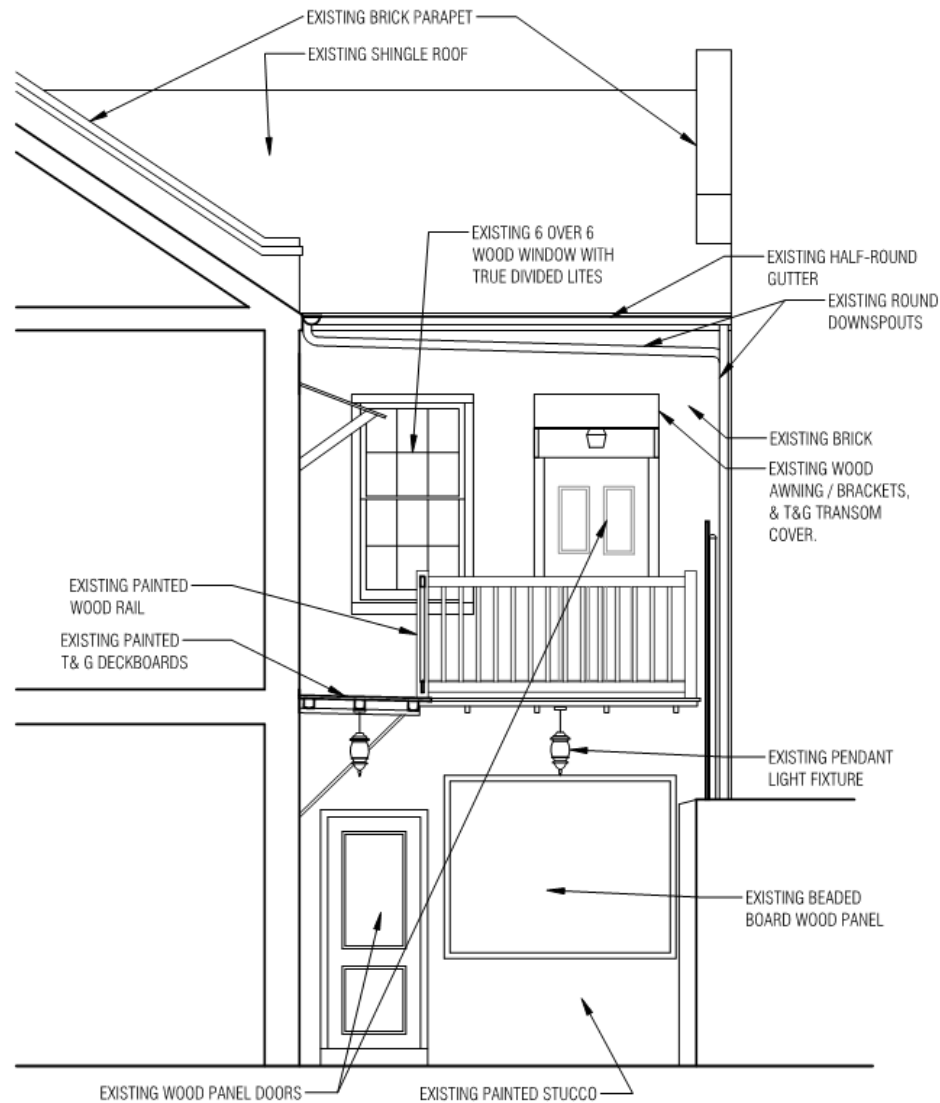 EXISTING BRICK PARAPET
EXISTING SHINGLE ROOF
EXISTING 6 OVER 6
WOOD WINDOW WITH
TRUE DIVIDED LITES
EXISTING HALF-ROUND
GUTTER
EXISTING ROUND
DOWNSPOUTS
EXISTING BRICK
EXISTING WOOD
AWNING / BRACKETS,
& T&G TRANSOM
COVER.
EXISTING PAINTED
WOOD RAIL
EXISTING PAINTED
T& G DECKBOARDS
EXISTING PENDANT
LIGHT FIXTURE
EXISTING BEADED
BOARD WOOD PANEL
EXISTING WOOD PANEL DOORS
EXISTING PAINTED STUCCO